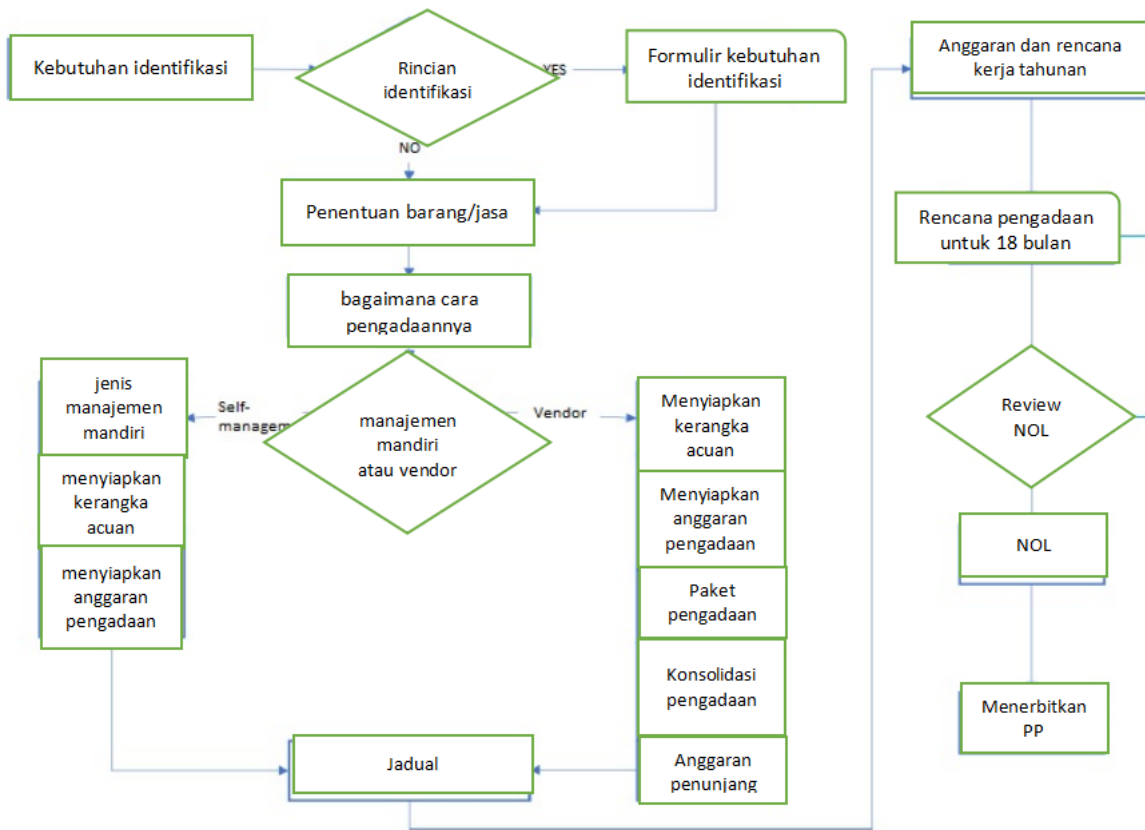 Kebutuhan identifikasi
Rincian
identifikasi
YES
NO
Formulir kebutuhan
identifikasi
Penentuan barang/jasa
bagaimana cara
pengadaannya
manajemen
mandiri
atau vendor
Self-
managem
Vendor
jenis
manajemen
mandiri
menyiapkan
kerangka
acuan
menyiapkan
anggaran
pengadaan
Menyiapkan
kerangka
acuan
Menyiapkan
anggaran
pengadaan
Paket
pengadaan
Konsolidasi
pengadaan
Anggaran
penunjang
Jadual
Anggaran dan rencana
kerja tahunan
Rencana pengadaan
untuk 18 bulan
Review
NOL
NOL
Menerbitkan
PP